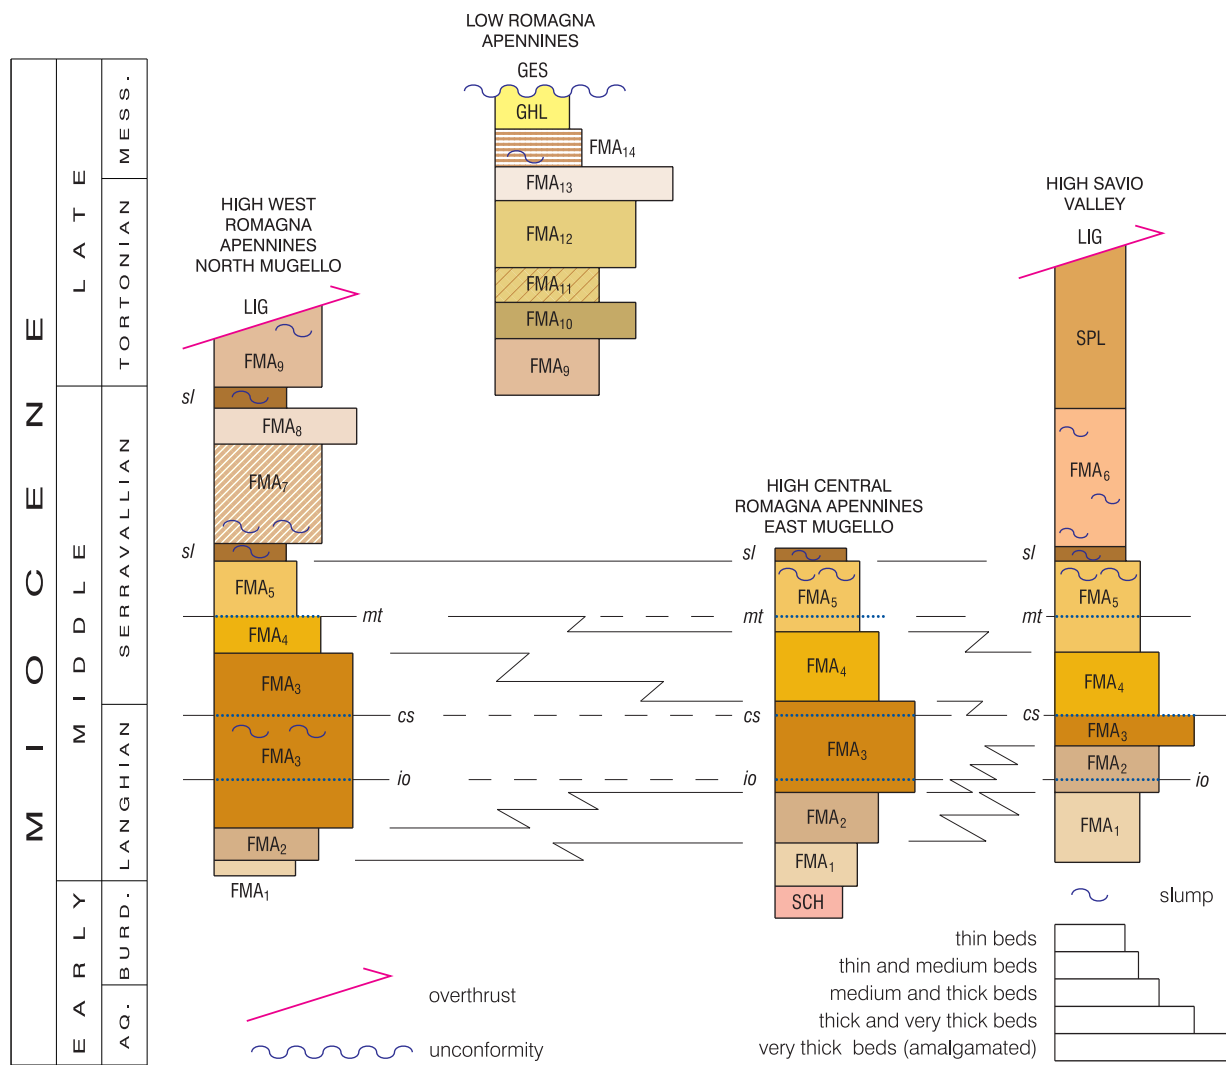 MIOCENE
LATE
MIDDLE
EARLY
MESS.
TORTONIAN
SERRAVALLIAN
LANGHIAN
BURD.
AQ.
HIGH WEST
ROMAGNA
APENNINES
NORTH MUGELLO
LIG
FMA9
sl
FMA8
FMA7
sl
FMA5
mt
FMA4
FMA3
cs
FMA3
io
FMA2
FMA1
LOW ROMAGNA
APENNINES
GES
GHL
FMA14
FMA13
FMA12
FMA11
FMA10
FMA9
HIGH CENTRAL
ROMAGNA APENNINES
EAST MUGELLO
sl
FMA5
mt
FMA4
cs
FMA3
io
FMA2
FMA1
SCH
HIGH SAVIO
VALLEY
LIG
SPL
FMA6
sl
FMA5
mt
FMA4
cs
FMA3
FMA2
io
FMA1
overthrust
unconformity
slump
thin beds
thin and medium beds
medium and thick beds
thick and very thick beds
very thick beds (amalgamated)